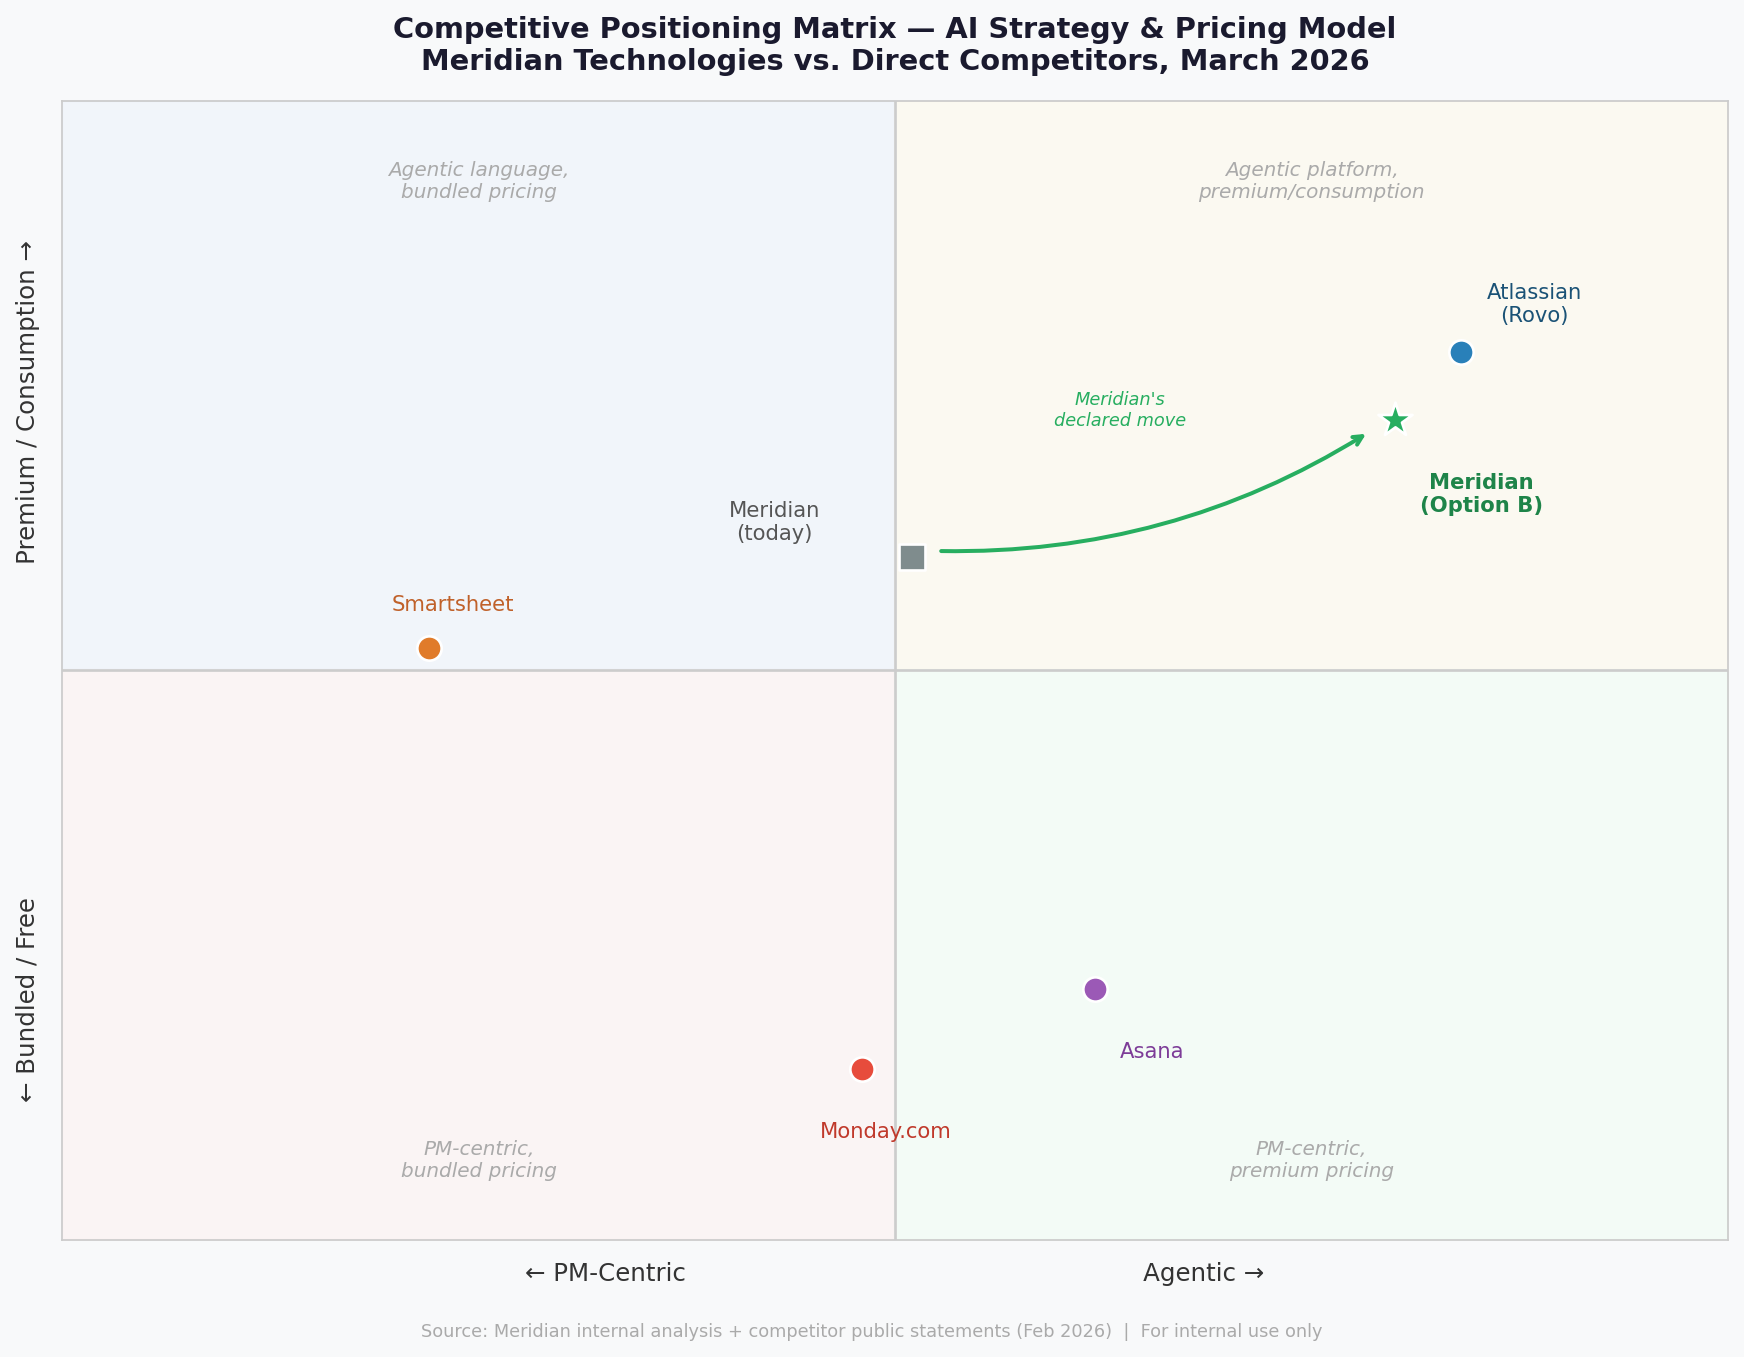 Competitive Positioning Matrix — AI Strategy & Pricing Model
Meridian Technologies vs. Direct Competitors, March 2026
Agentic language,
bundled pricing
Agentic platform,
premium/consumption
Premium / Consumption →
Atlassian
(Rovo)
Meridian's
declared move
Meridian
(Option B)
Meridian
(today)
Smartsheet
← Bundled / Free
Asana
Monday.com
PM-centric,
bundled pricing
PM-centric,
premium pricing
← PM-Centric
Agentic →
Source: Meridian internal analysis + competitor public statements (Feb 2026) | For internal use only